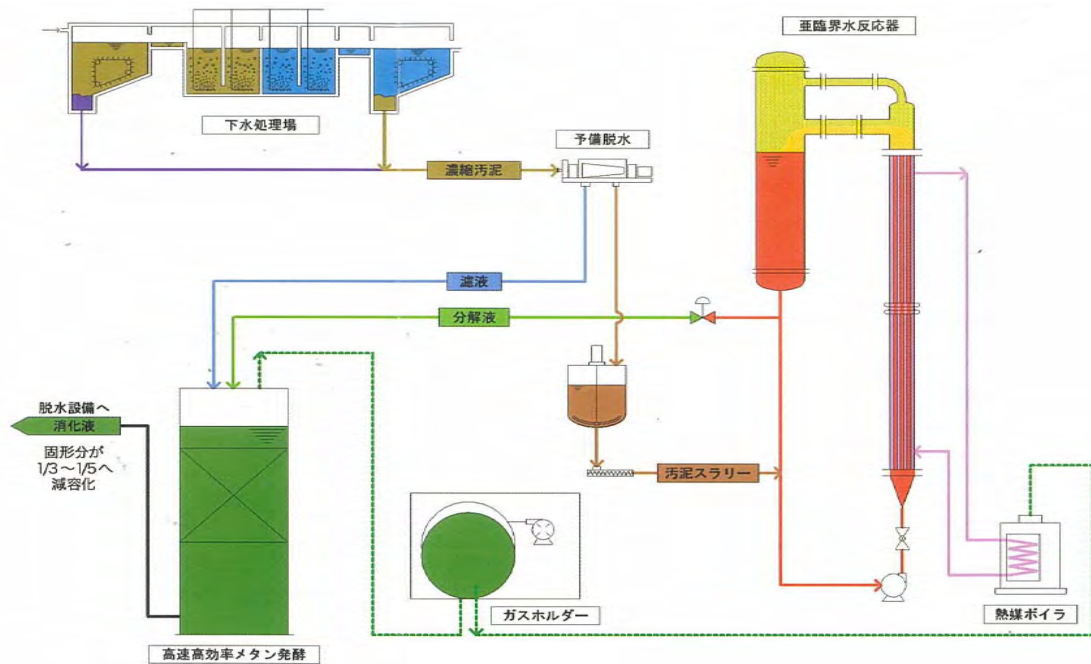 亜臨界水反応器
下水処理場
予備脱水
濃縮汚泥
濾液
分解液
脱水設備へ
消化液
固形分が
1/3～1/5へ
減容化
汚泥スラリー
ガスホルダー
熱媒ボイラ
高速高効率メタン発酵